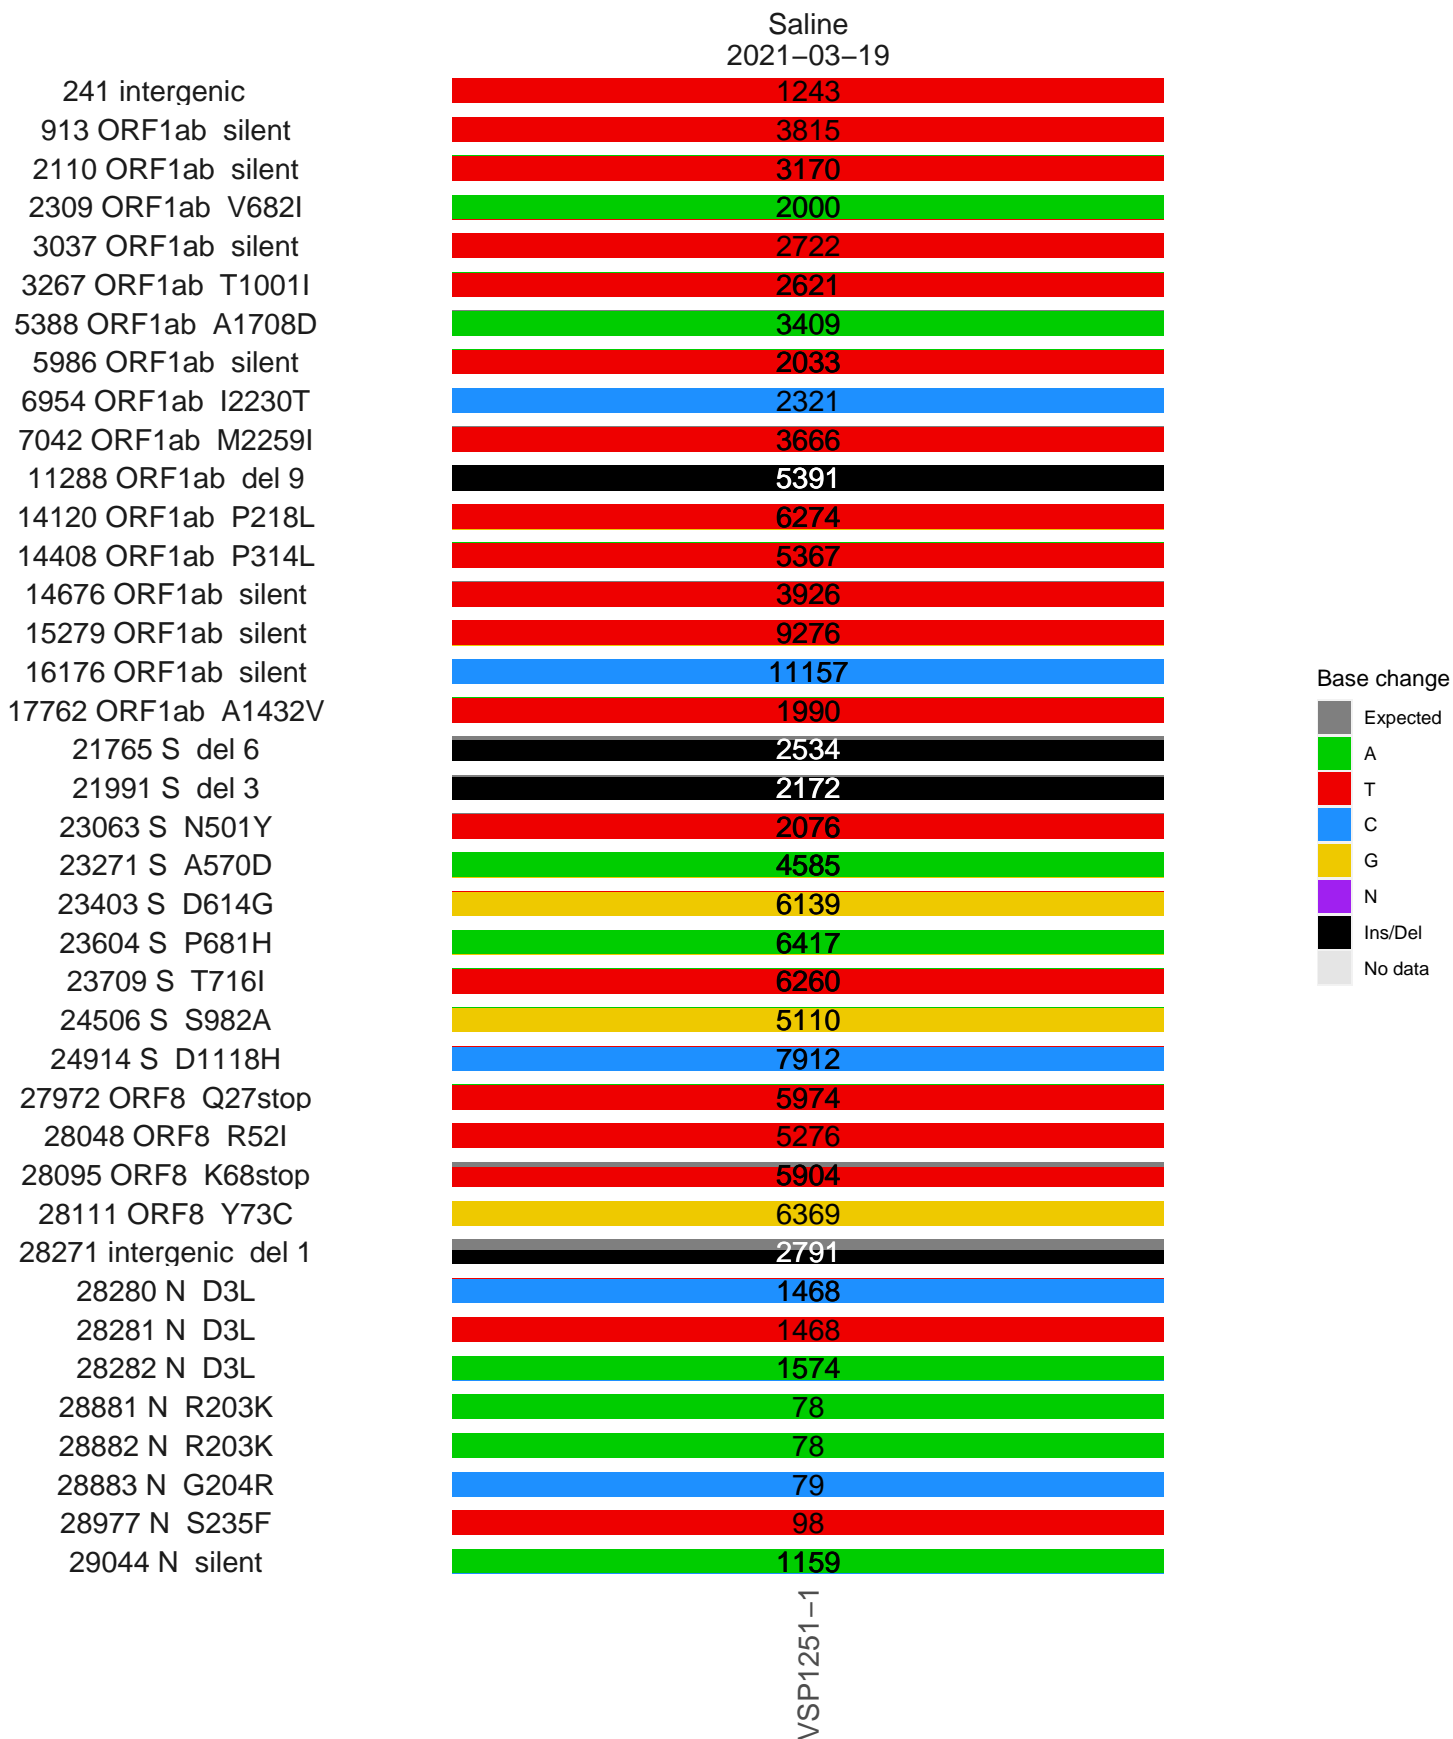 Saline
2021−03−19
241 intergenic 1243
913 ORF1ab silent 3815
2110 ORF1ab silent 3170
2309 ORF1ab V682I 2000
3037 ORF1ab silent 2722
3267 ORF1ab T1001I 2621
5388 ORF1ab A1708D 3409
5986 ORF1ab silent 2033
6954 ORF1ab I2230T 2321
7042 ORF1ab M2259I 3666
11288 ORF1ab del 9 5391
14120 ORF1ab P218L 6274
14408 ORF1ab P314L 5367
14676 ORF1ab silent 3926
15279 ORF1ab silent 9276
16176 ORF1ab silent 11157
17762 ORF1ab A1432V 1990
21765 S del 6 2534
21991 S del 3 2172
23063 S N501Y 2076
23271 S A570D 4585
23403 S D614G 6139
23604 S P681H 6417
23709 S T716I 6260
24506 S S982A 5110
24914 S D1118H 7912
27972 ORF8 Q27stop 5974
28048 ORF8 R52I 5276
28095 ORF8 K68stop 5904
28111 ORF8 Y73C 6369
28271 intergenic del 1 2791
28280 N D3L 1468
28281 N D3L 1468
28282 N D3L 1574
28881 N R203K 78
28882 N R203K 78
28883 N G204R 79
28977 N S235F 98
29044 N silent 1159
VSP1251−1
Base change
Expected
A
T
C
G
N
Ins/Del
No data